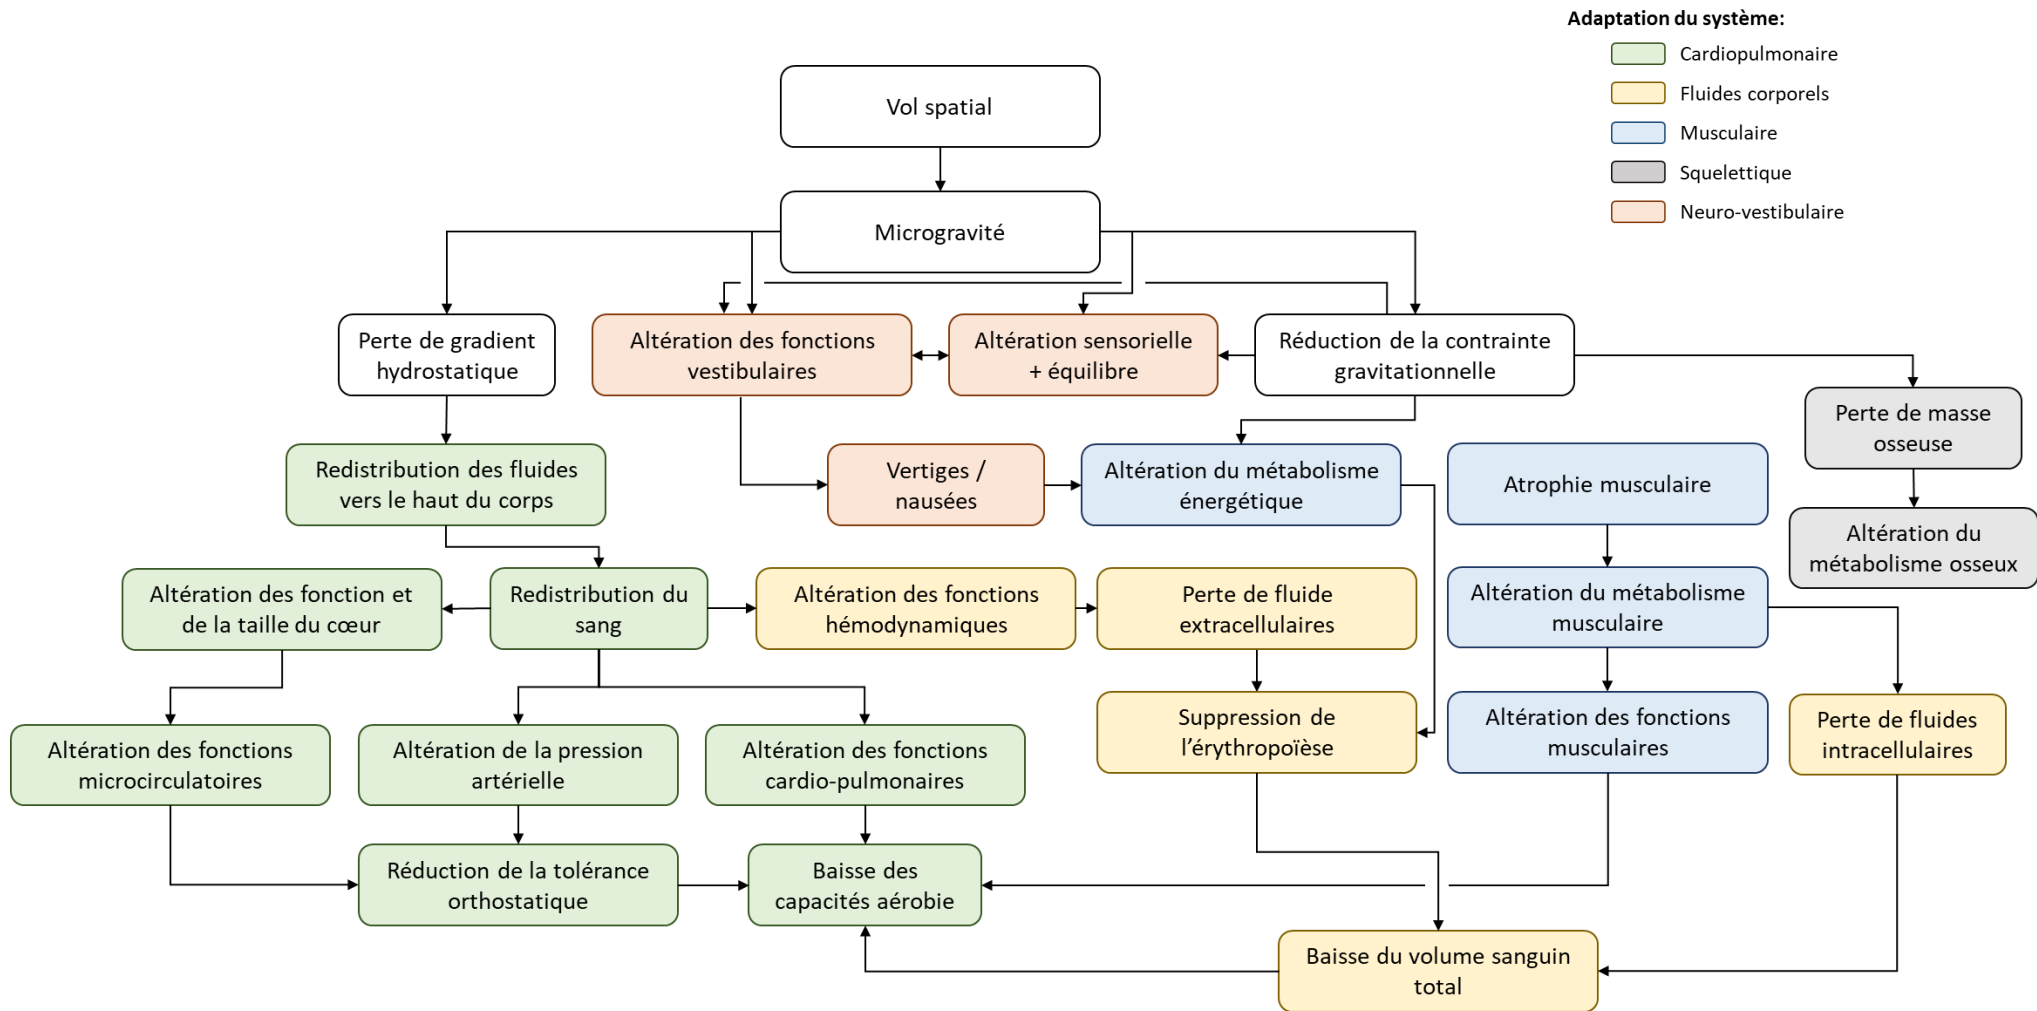 Adaptation du système:
Cardiopulmonaire
Fluides corporels
Musculaire
Squelettique
Neuro-vestibulaire
Vol spatial
Microgravité
Perte de gradient
hydrostatique
Altération des fonctions
vestibulaires
Altération sensorielle
+ équilibre
Réduction de la contrainte
gravitationnelle
Perte de masse
osseuse
Redistribution des fluides
vers le haut du corps
Vertiges /
nausées
Altération du métabolisme
énergétique
Atrophie musculaire
Altération du
métabolisme osseux
Altération des fonction et
de la taille du cœur
Redistribution du
sang
Altération des fonctions
hémodynamiques
Perte de fluide
extracellulaires
Altération du métabolisme
musculaire
Suppression de
l’érythropoïèse
Altération des fonctions
musculaires
Perte de fluides
intracellulaires
Altération des fonctions
microcirculatoires
Altération de la pression
artérielle
Altération des fonctions
cardio-pulmonaires
Réduction de la tolérance
orthostatique
Baisse des
capacités aérobie
Baisse du volume sanguin
total